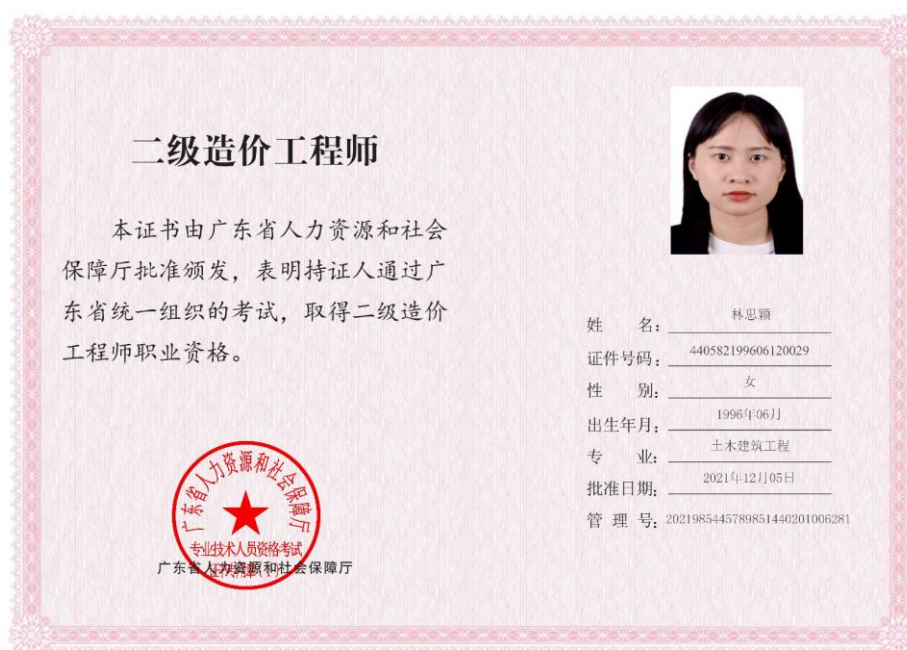 二级造价工程师
本证书由广东省人力资源和社会
保障厅批准颁发，表明持证人通过广
东省统一组织的考试，取得二级造价
工程师职业资格。
广东省人力资源和社会保障厅
专业技术人员资格考试
广东省人力资源和社会保障厅
姓 名：林思颖
证件号码：440582199606120029
性 别：女
出生年月：1996年06月
专 业：土木建筑工程
批准日期：2021年12月05日
管 理 号：2021985445789851440201006281